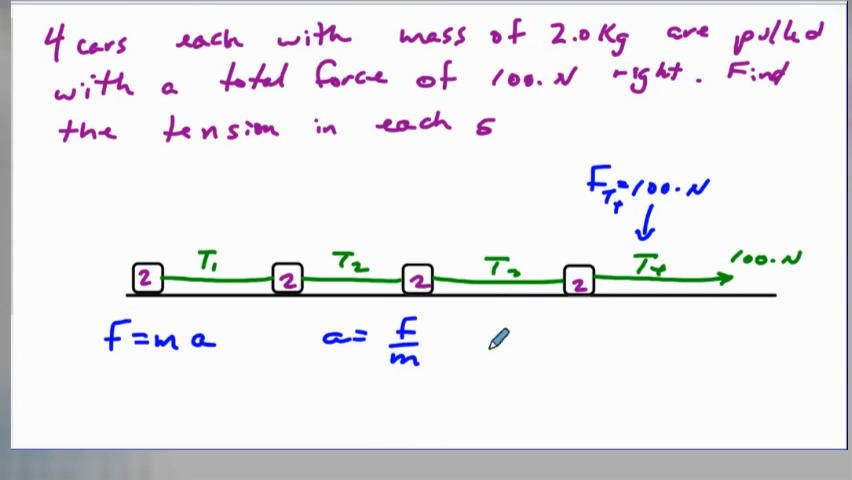 4 cars each with mass of 2.0 Kg are pulled
with a total force of 100. N right. Find
the tension in each s
F_T4 = 100. N
T1 T2 T3 T4 100. N
2 2 2 2
F = m a a = F/m